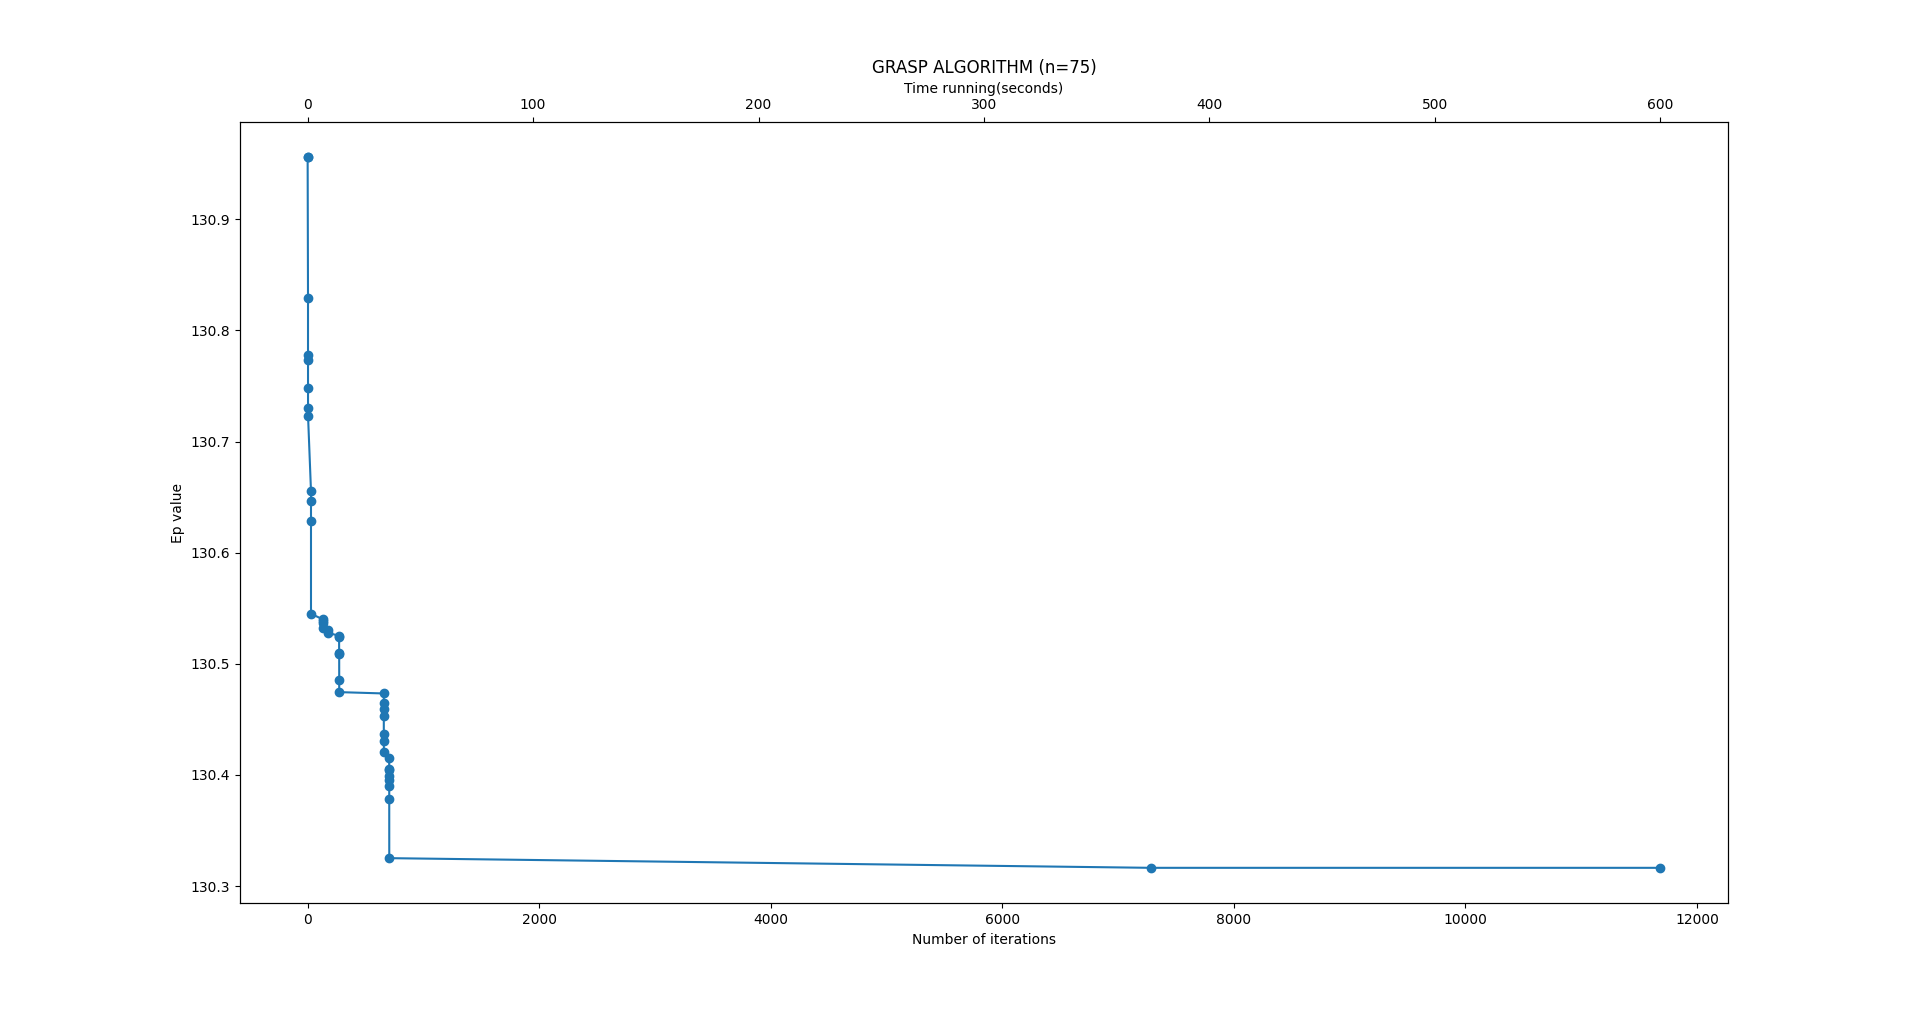 GRASP ALGORITHM (n=75)
Time running(seconds)
0 100 200 300 400 500 600
130.9
130.8
130.7
130.6
130.5
130.4
130.3
Ep value
0 2000 4000 6000 8000 10000 12000
Number of iterations